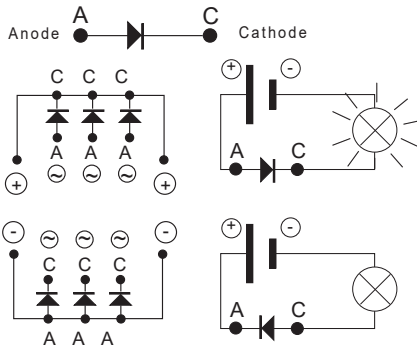 A C
Anode Cathode
C C C
A A A
+ ~ ~ ~ +
+ -
A C
- ~ ~ ~ -
C C C
A A A
+ -
A C